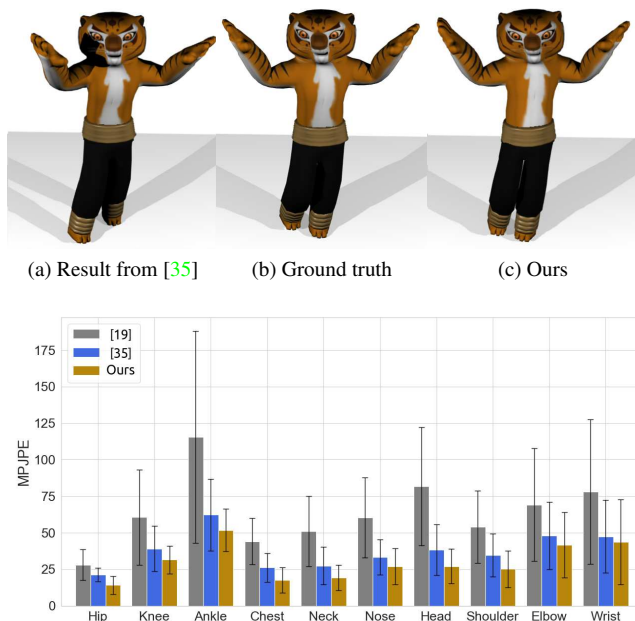 (a) Result from [35]
(b) Ground truth
(c) Ours
[19]
[35]
Ours
MPJPE
175
150
125
100
75
50
25
0
Hip Knee Ankle Chest Neck Nose Head Shoulder Elbow Wrist